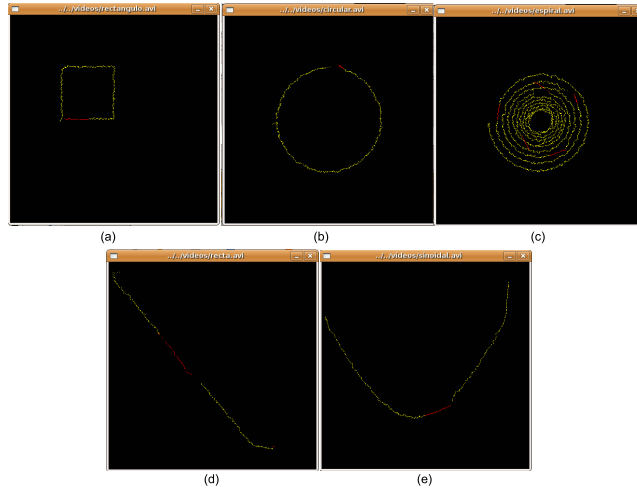 ../../videos/rectangulo.avi
../../videos/circular.avi
../../videos/espiral.avi
(a)
(b)
(c)
../../videos/recta.avi
../../videos/sinoidal.avi
(d)
(e)